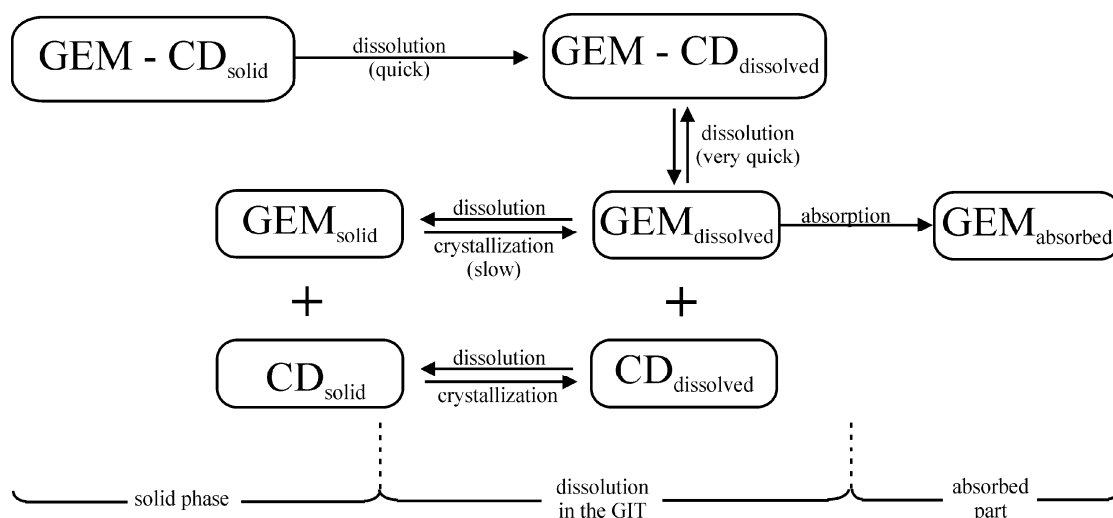 GEM - CDsolid
dissolution
(quick)
GEM - CDdissolved
dissolution
(very quick)
GEMsolid
dissolution
crystallization
(slow)
GEMdissolved
absorption
GEMabsorbed
+
+
CDsolid
dissolution
crystallization
CDdissolved
solid phase
dissolution
in the GIT
absorbed
part